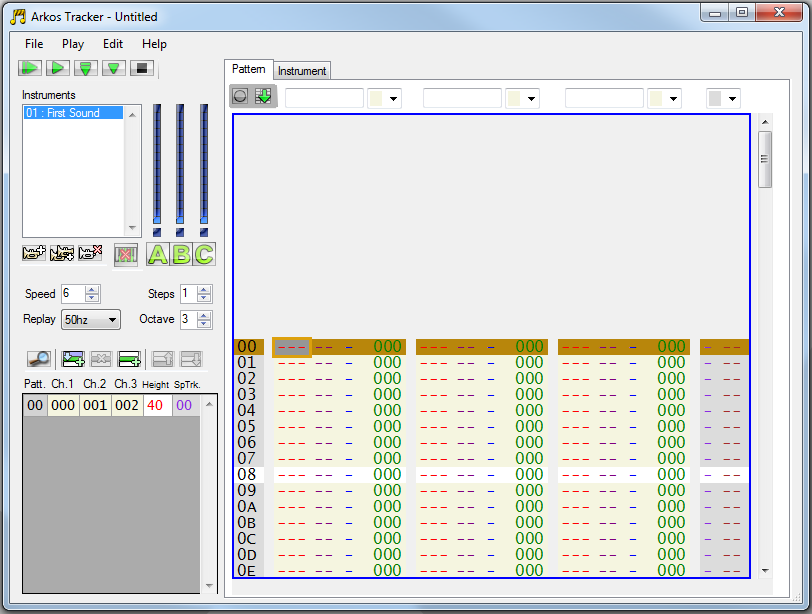 Arkos Tracker - Untitled
File Play Edit Help
Pattern Instrument
Instruments
01 : First Sound
A B C
Speed 6 Steps 1
Replay 50hz Octave 3
Patt. Ch.1 Ch.2 Ch.3 Height SpTrk.
00 000 001 002 40 00
00 --- -- - 000 --- -- - 000 --- -- - 000 - --
01 --- -- - 000 --- -- - 000 --- -- - 000 - --
02 --- -- - 000 --- -- - 000 --- -- - 000 - --
03 --- -- - 000 --- -- - 000 --- -- - 000 - --
04 --- -- - 000 --- -- - 000 --- -- - 000 - --
05 --- -- - 000 --- -- - 000 --- -- - 000 - --
06 --- -- - 000 --- -- - 000 --- -- - 000 - --
07 --- -- - 000 --- -- - 000 --- -- - 000 - --
08 --- -- - 000 --- -- - 000 --- -- - 000 - --
09 --- -- - 000 --- -- - 000 --- -- - 000 - --
0A --- -- - 000 --- -- - 000 --- -- - 000 - --
0B --- -- - 000 --- -- - 000 --- -- - 000 - --
0C --- -- - 000 --- -- - 000 --- -- - 000 - --
0D --- -- - 000 --- -- - 000 --- -- - 000 - --
0E --- -- - 000 --- -- - 000 --- -- - 000 - --